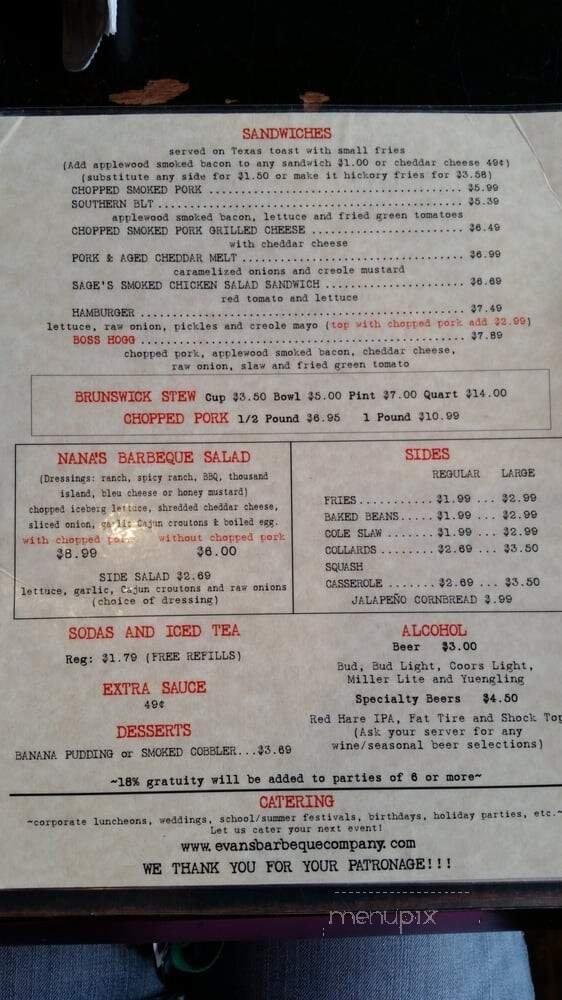 SANDWICHES
served on Texas toast with small fries
(Add applewood smoked bacon to any sandwich $1.00 or cheddar cheese 49¢)
(substitute any side for $1.50 or make it hickory fries for $3.58)
CHOPPED SMOKED PORK ........................................ $5.99
SOUTHERN BLT ................................................ $5.39
applewood smoked bacon, lettuce and fried green tomatoes
CHOPPED SMOKED PORK GRILLED CHEESE ........................ $6.49
with cheddar cheese
PORK & AGED CHEDDAR MELT ................................... $6.99
caramelized onions and creole mustard
SAGE'S SMOKED CHICKEN SALAD SANDWICH ...................... $6.69
red tomato and lettuce
HAMBURGER ................................................... $7.49
lettuce, raw onion, pickles and creole mayo (top with chopped pork add $2.99)
BOSS HOGG ................................................... $7.89
chopped pork, applewood smoked bacon, cheddar cheese,
raw onion, slaw and fried green tomato
BRUNSWICK STEW Cup $3.50 Bowl $5.00 Pint $7.00 Quart $14.00
CHOPPED PORK 1/2 Pound $6.95 1 Pound $10.99
NANA'S BARBEQUE SALAD
(Dressings: ranch, spicy ranch, BBQ, thousand
island, bleu cheese or honey mustard)
chopped iceberg lettuce, shredded cheddar cheese,
sliced onion, garlic Cajun croutons & boiled egg.
with chopped pork without chopped pork
$8.99 $6.00
SIDE SALAD $2.69
lettuce, garlic, Cajun croutons and raw onions
(choice of dressing)
SIDES
REGULAR LARGE
FRIES........... $1.99 ... $2.99
BAKED BEANS..... $1.99 ... $2.99
COLE SLAW ....... $1.99 ... $2.99
COLLARDS ........ $2.69 ... $3.50
SQUASH
CASSEROLE ....... $2.69 ... $3.50
JALAPEÑO CORNBREAD $.99
SODAS AND ICED TEA
Reg: $1.79 (FREE REFILLS)
EXTRA SAUCE
49¢
DESSERTS
BANANA PUDDING or SMOKED COBBLER...$3.69
ALCOHOL
Beer $3.00
Bud, Bud Light, Coors Light,
Miller Lite and Yuengling
Specialty Beers $4.50
Red Hare IPA, Fat Tire and Shock Top
(Ask your server for any
wine/seasonal beer selections)
~18% gratuity will be added to parties of 6 or more~
CATERING
~corporate luncheons, weddings, school/summer festivals, birthdays, holiday parties, etc.~
Let us cater your next event!
www.evansbarbequecompany.com
WE THANK YOU FOR YOUR PATRONAGE!!!
menupix